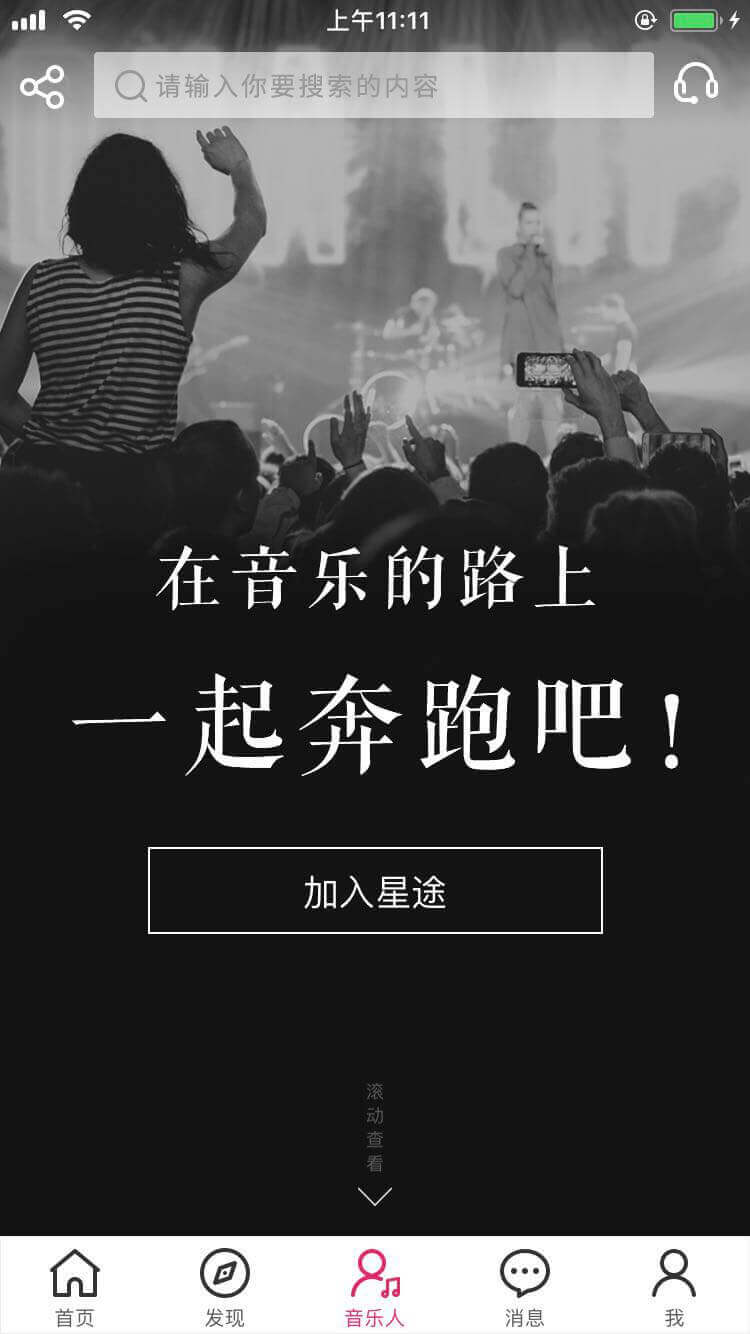 上午11:11
请输入你要搜索的内容
在音乐的路上
一起奔跑吧！
加入星途
滚动查看
首页
发现
音乐人
消息
我